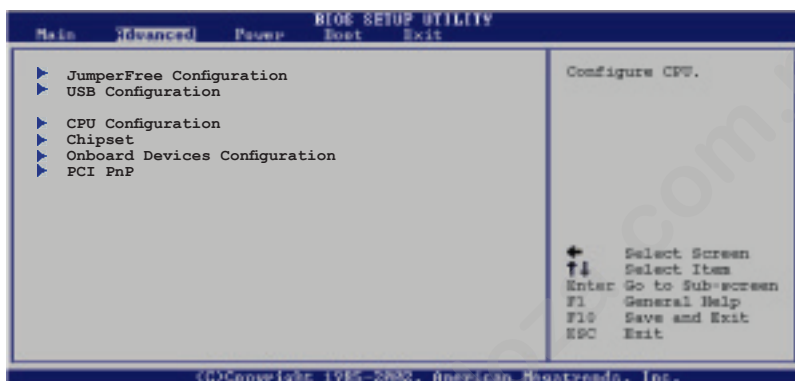 BIOS SETUP UTILITY
Main Advanced Power Boot Exit
JumperFree Configuration
USB Configuration
CPU Configuration
Chipset
Onboard Devices Configuration
PCI PnP
Configure CPU.
← Select Screen
↑↓ Select Item
Enter Go to Sub-screen
F1 General Help
F10 Save and Exit
ESC Exit
(C)Copyright 1985-2002, American Megatrends, Inc.